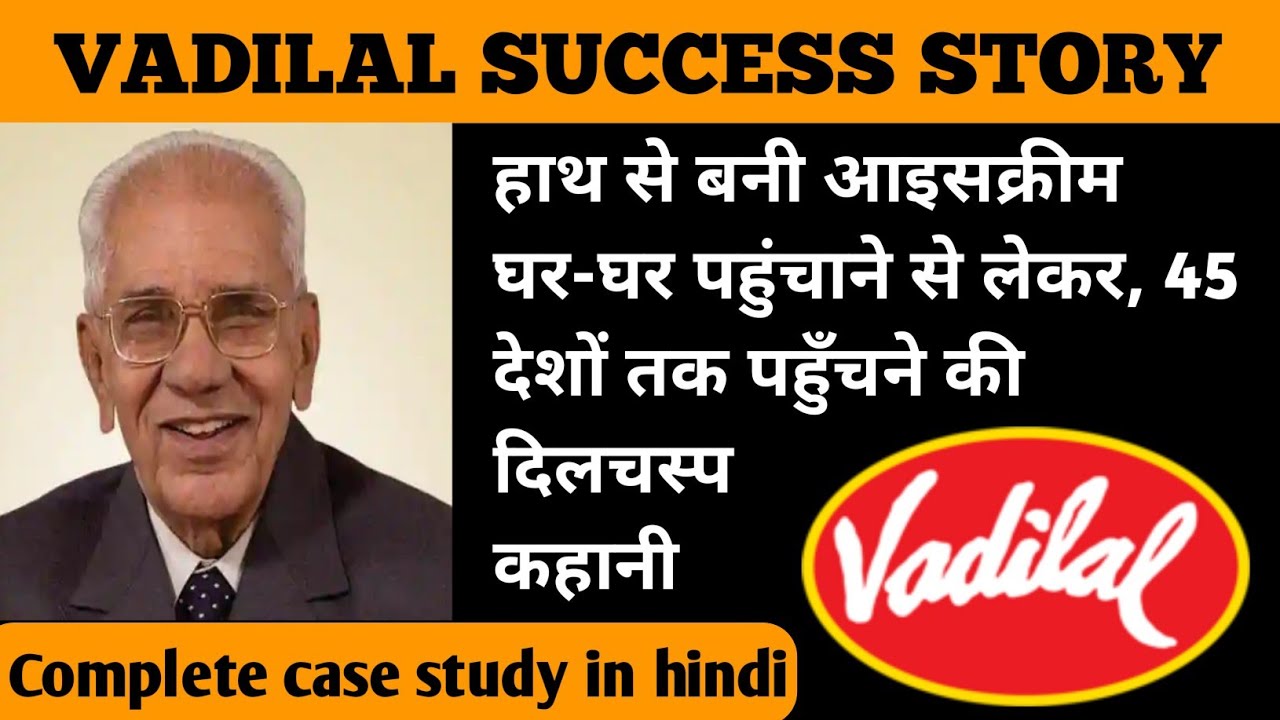 VADILAL SUCCESS STORY
हाथ से बनी आइसक्रीम
घर-घर पहुंचाने से लेकर, 45
देशों तक पहुँचने की
दिलचस्प
कहानी
Vadilal
Complete case study in hindi